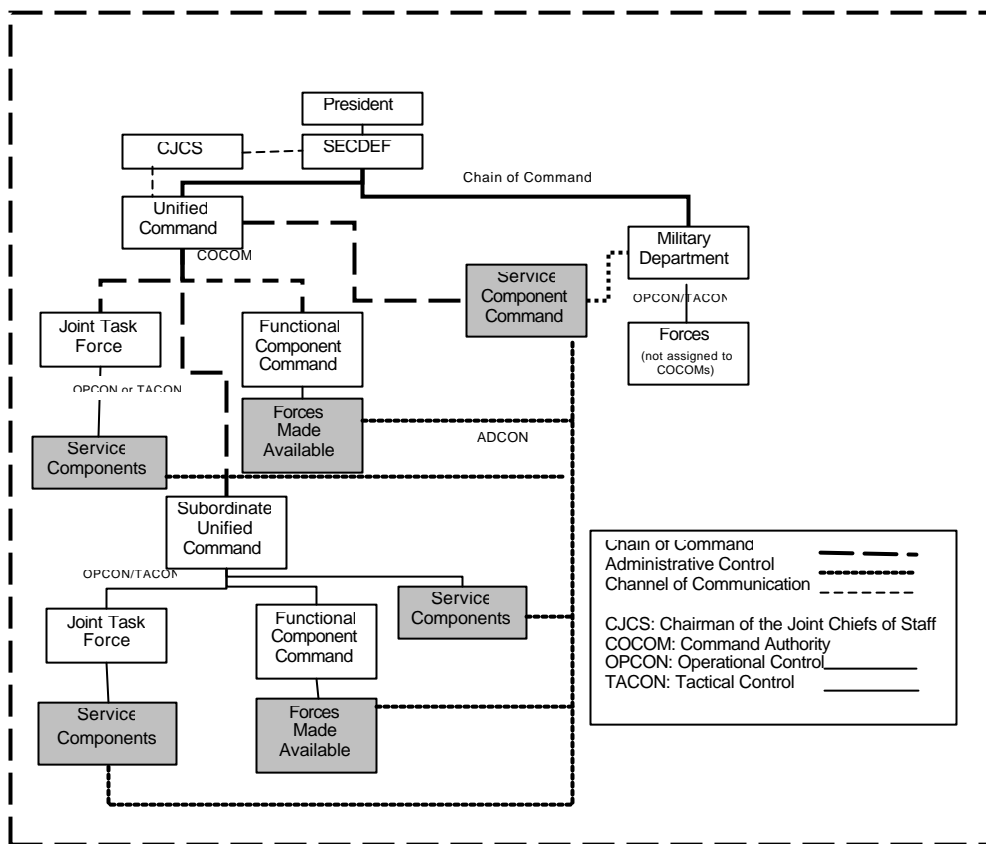 President
CJCS
SECDEF
Chain of Command
Unified
Command
Military
Department
COCOM
Service
Component
Command
OPCON/TACON
Joint Task
Force
Functional
Component
Command
Forces
(not assigned to
COCOMs)
OPCON or TACON
Forces
Made
Available
ADCON
Service
Components
Subordinate
Unified
Command
OPCON/TACON
Service
Components
Joint Task
Force
Functional
Component
Command
Service
Components
Forces
Made
Available
Chain of Command
Administrative Control
Channel of Communication
CJCS: Chairman of the Joint Chiefs of Staff
COCOM: Command Authority
OPCON: Operational Control
TACON: Tactical Control